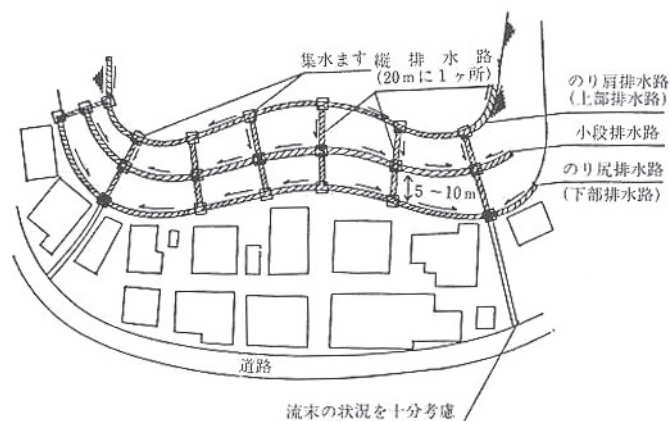 集水ます
縦排水路
(20mに1ヶ所)
のり肩排水路
(上部排水路)
小段排水路
のり尻排水路
(下部排水路)
5~10m
道路
流末の状況を十分考慮